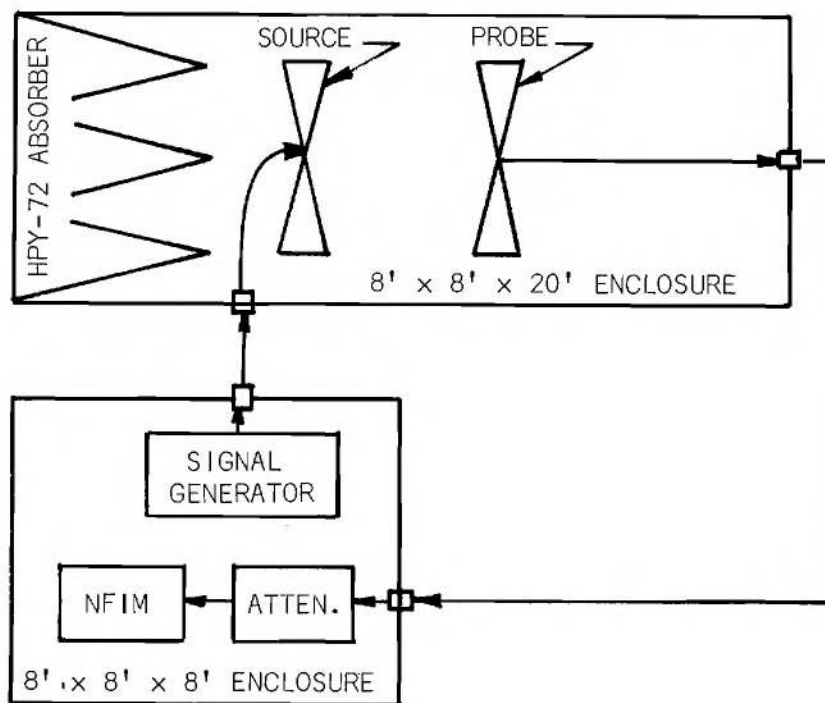 SOURCE
PROBE
HPY-72 ABSORBER
8' x 8' x 20' ENCLOSURE
SIGNAL
GENERATOR
NFIM
ATTEN.
8' x 8' x 8' ENCLOSURE